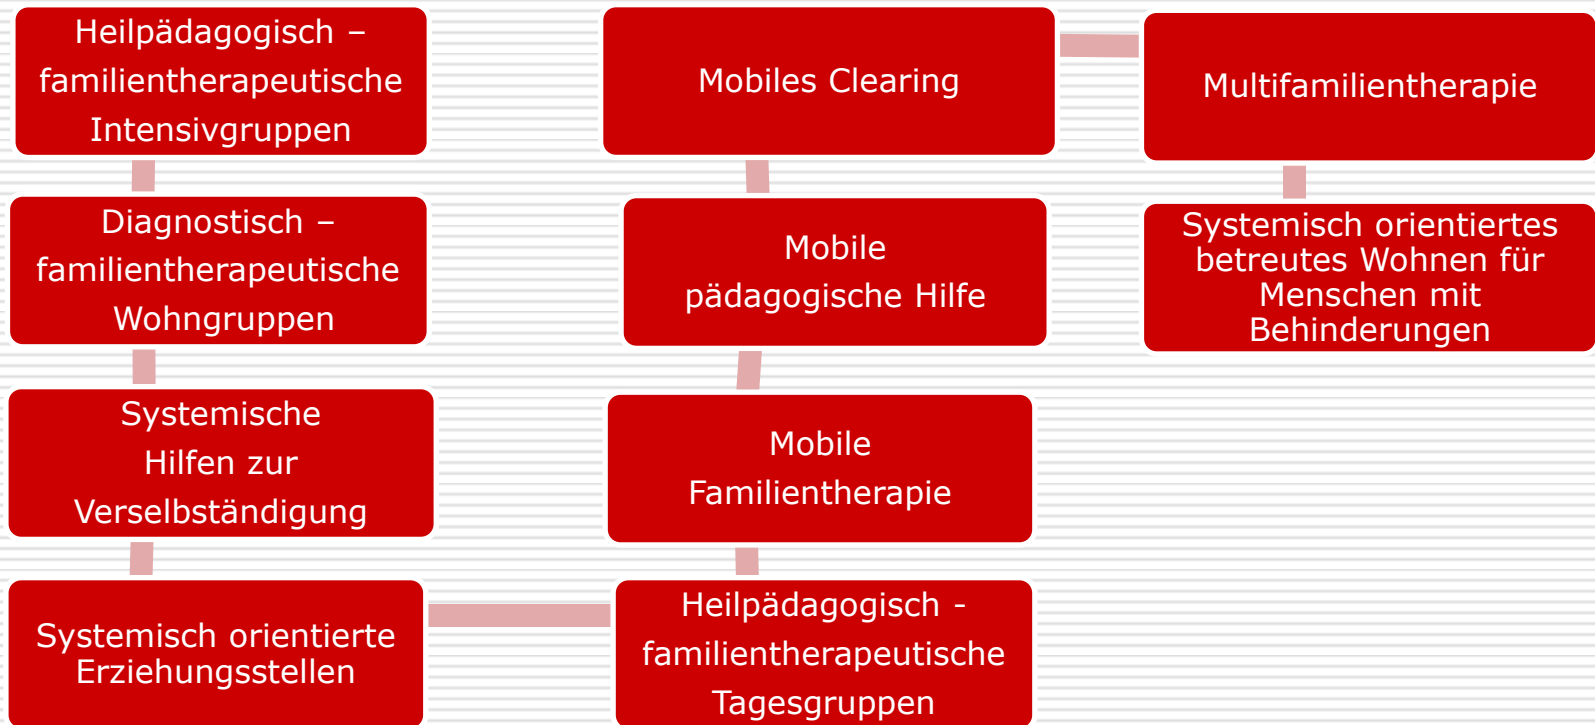 Heilpädagogisch –
familientherapeutische
Intensivgruppen
Diagnostisch –
familientherapeutische
Wohngruppen
Systemische
Hilfen zur
Verselbständigung
Systemisch orientierte
Erziehungsstellen
Heilpädagogisch -
familientherapeutische
Tagesgruppen
Mobile
Familientherapie
Mobile
pädagogische Hilfe
Mobiles Clearing
Multifamilientherapie
Systemisch orientiertes
betreutes Wohnen für
Menschen mit
Behinderungen